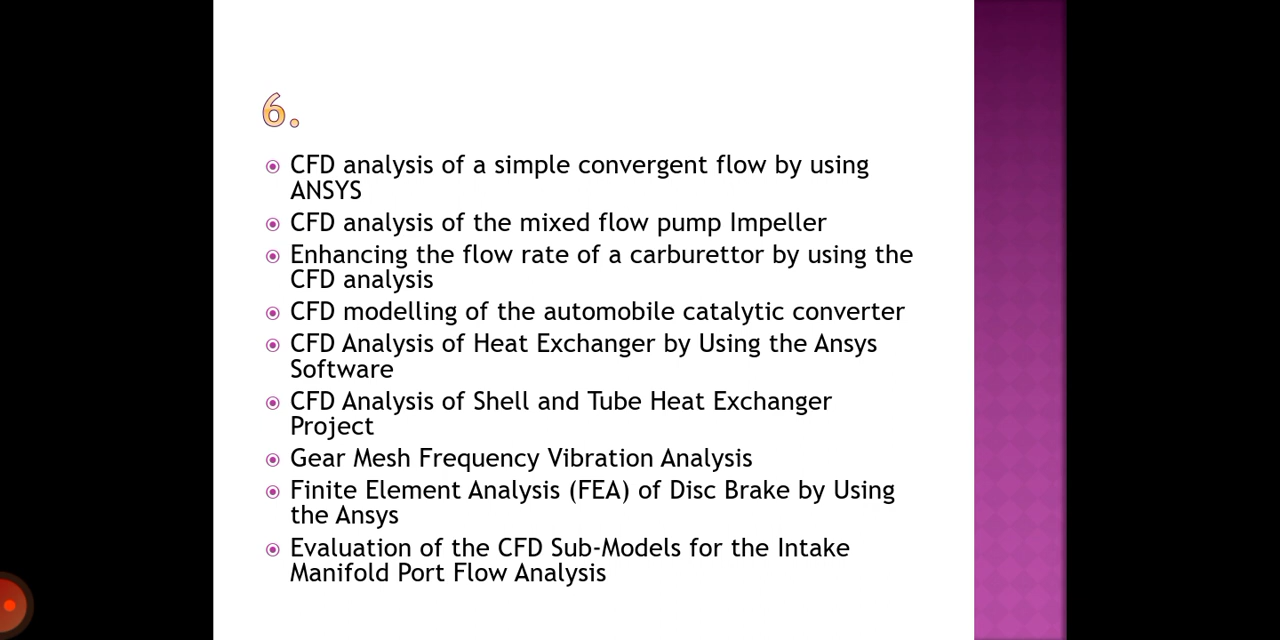 6.
CFD analysis of a simple convergent flow by using
ANSYS
CFD analysis of the mixed flow pump Impeller
Enhancing the flow rate of a carburettor by using the
CFD analysis
CFD modelling of the automobile catalytic converter
CFD Analysis of Heat Exchanger by Using the Ansys
Software
CFD Analysis of Shell and Tube Heat Exchanger
Project
Gear Mesh Frequency Vibration Analysis
Finite Element Analysis (FEA) of Disc Brake by Using
the Ansys
Evaluation of the CFD Sub-Models for the Intake
Manifold Port Flow Analysis